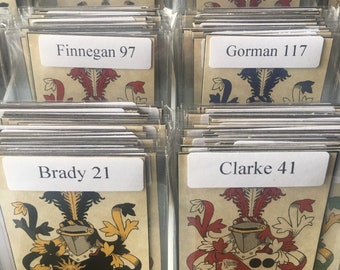 Finnegan 97
Gorman 117
Brady 21
Clarke 41